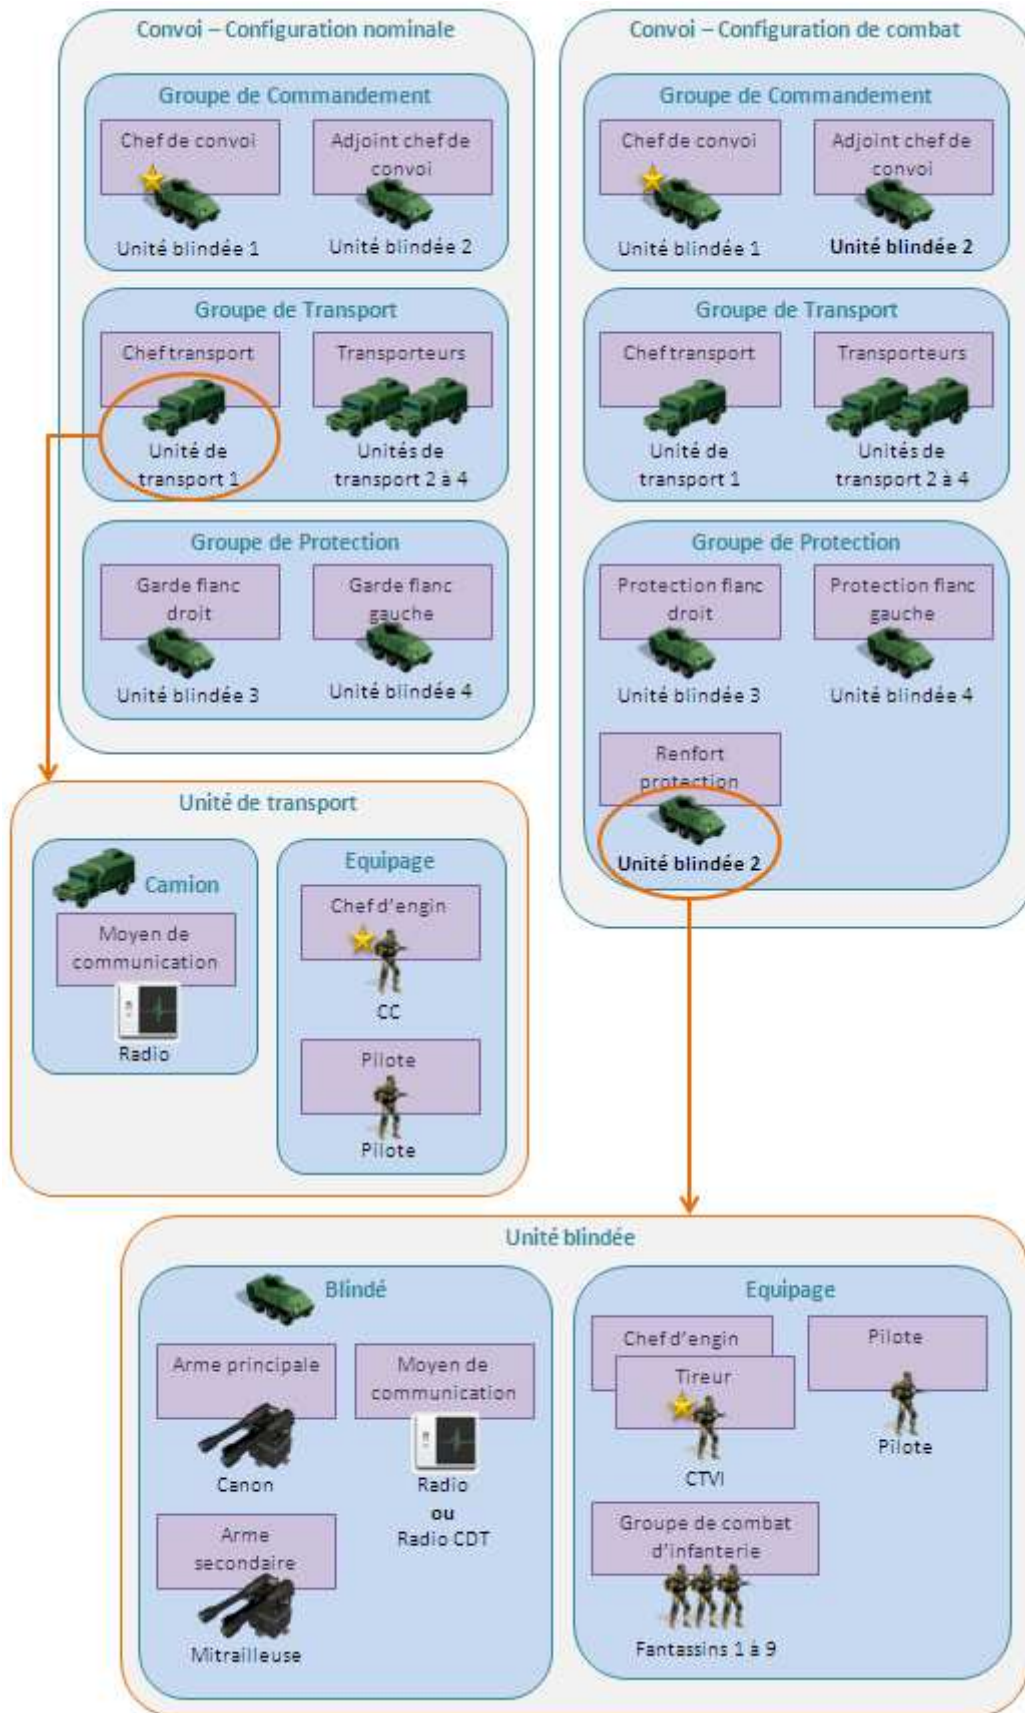 Convoi – Configuration nominale
Groupe de Commandement
Chef de convoi
Unité blindée 1
Adjoint chef de
convoi
Unité blindée 2
Groupe de Transport
Chef transport
Unité de
transport 1
Transporteurs
Unités de
transport 2 à 4
Groupe de Protection
Garde flanc
droit
Unité blindée 3
Garde flanc
gauche
Unité blindée 4
Convoi – Configuration de combat
Groupe de Commandement
Chef de convoi
Unité blindée 1
Adjoint chef de
convoi
Unité blindée 2
Groupe de Transport
Chef transport
Unité de
transport 1
Transporteurs
Unités de
transport 2 à 4
Groupe de Protection
Protection flanc
droit
Unité blindée 3
Protection flanc
gauche
Unité blindée 4
Renfort
protection
Unité blindée 2
Unité de transport
Camion
Moyen de
communication
Radio
Equipage
Chef d'engin
CC
Pilote
Pilote
Unité blindée
Blindé
Arme principale
Canon
Moyen de
communication
Radio
ou
Radio CDT
Arme
secondaire
Mitrailleuse
Equipage
Chef d'engin
Tireur
CTVI
Pilote
Pilote
Groupe de combat
d'infanterie
Fantassins 1 à 9